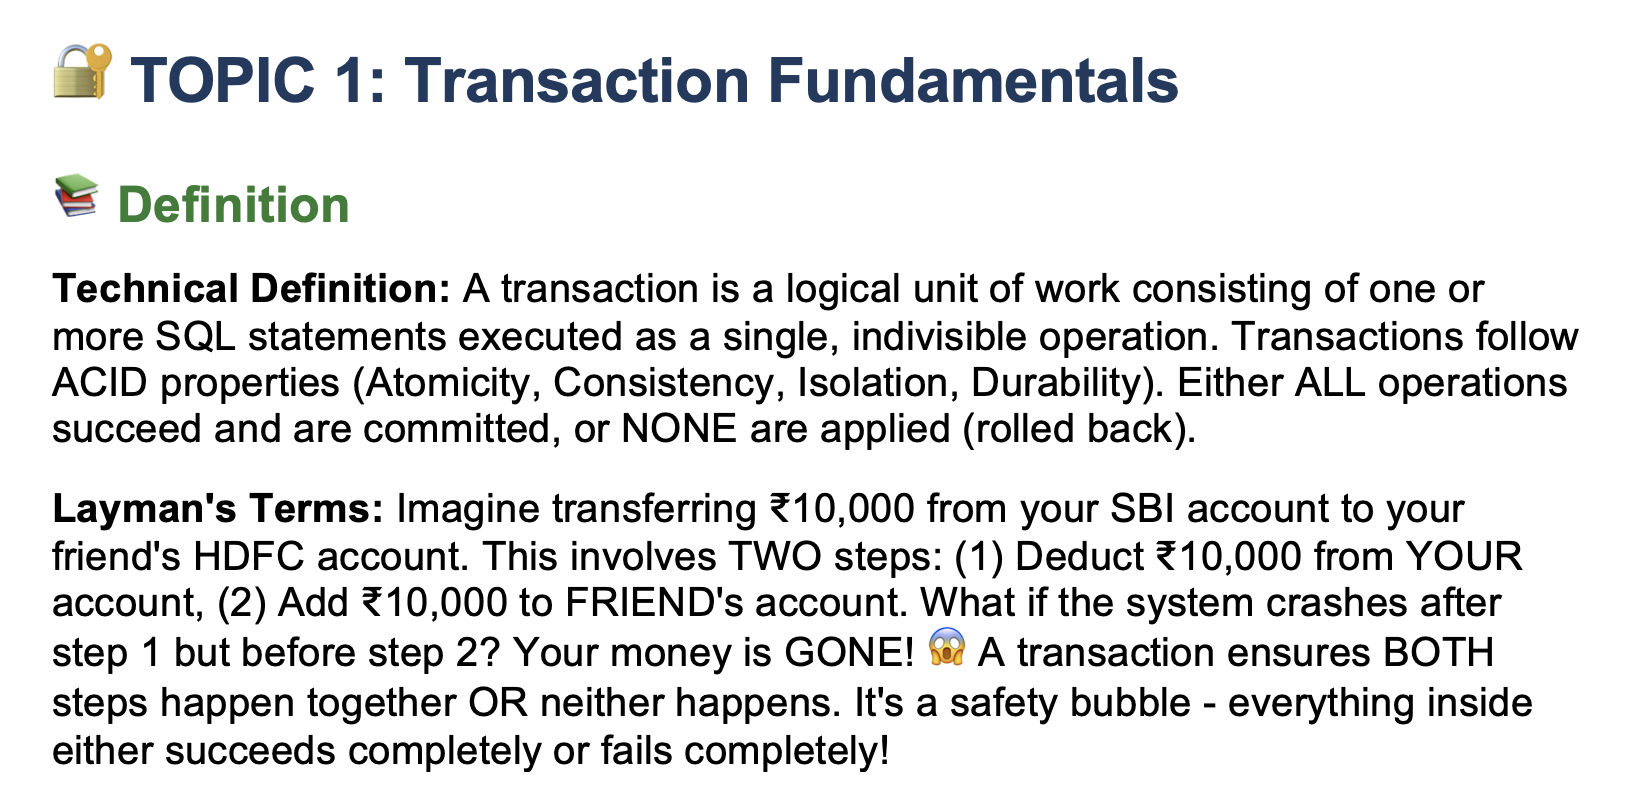 🔐 TOPIC 1: Transaction Fundamentals
📚 Definition
Technical Definition: A transaction is a logical unit of work consisting of one or
more SQL statements executed as a single, indivisible operation. Transactions follow
ACID properties (Atomicity, Consistency, Isolation, Durability). Either ALL operations
succeed and are committed, or NONE are applied (rolled back).
Layman's Terms: Imagine transferring ₹10,000 from your SBI account to your
friend's HDFC account. This involves TWO steps: (1) Deduct ₹10,000 from YOUR
account, (2) Add ₹10,000 to FRIEND's account. What if the system crashes after
step 1 but before step 2? Your money is GONE! 😱 A transaction ensures BOTH
steps happen together OR neither happens. It's a safety bubble - everything inside
either succeeds completely or fails completely!